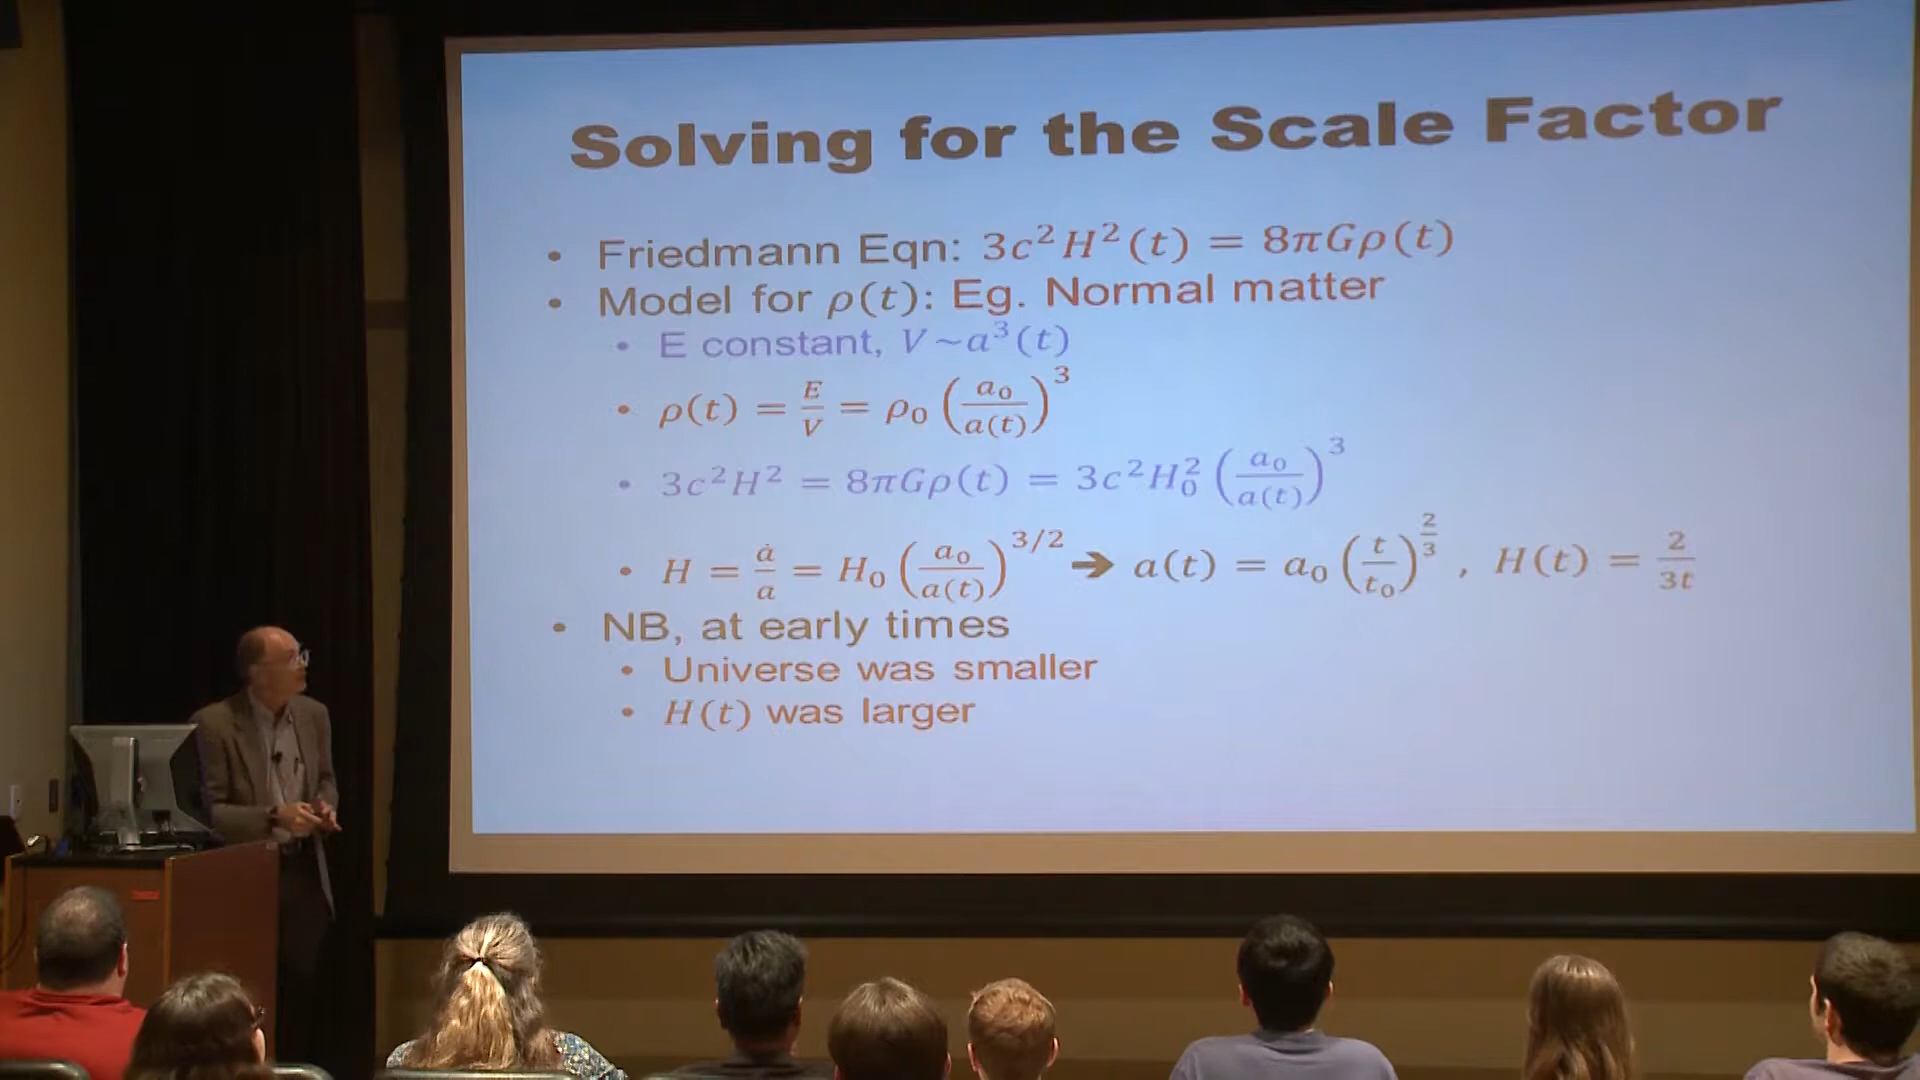 Solving for the Scale Factor
• Friedmann Eqn: 3c²H²(t) = 8πGρ(t)
• Model for ρ(t): Eg. Normal matter
• E constant, V~a³(t)
• ρ(t) = E/V = ρ₀ (a₀/a(t))³
• 3c²H² = 8πGρ(t) = 3c²H₀² (a₀/a(t))³
• H = ȧ/a = H₀ (a₀/a(t))^(3/2) ➔ a(t) = a₀ (t/t₀)^(2/3) , H(t) = 2/(3t)
• NB, at early times
• Universe was smaller
• H(t) was larger